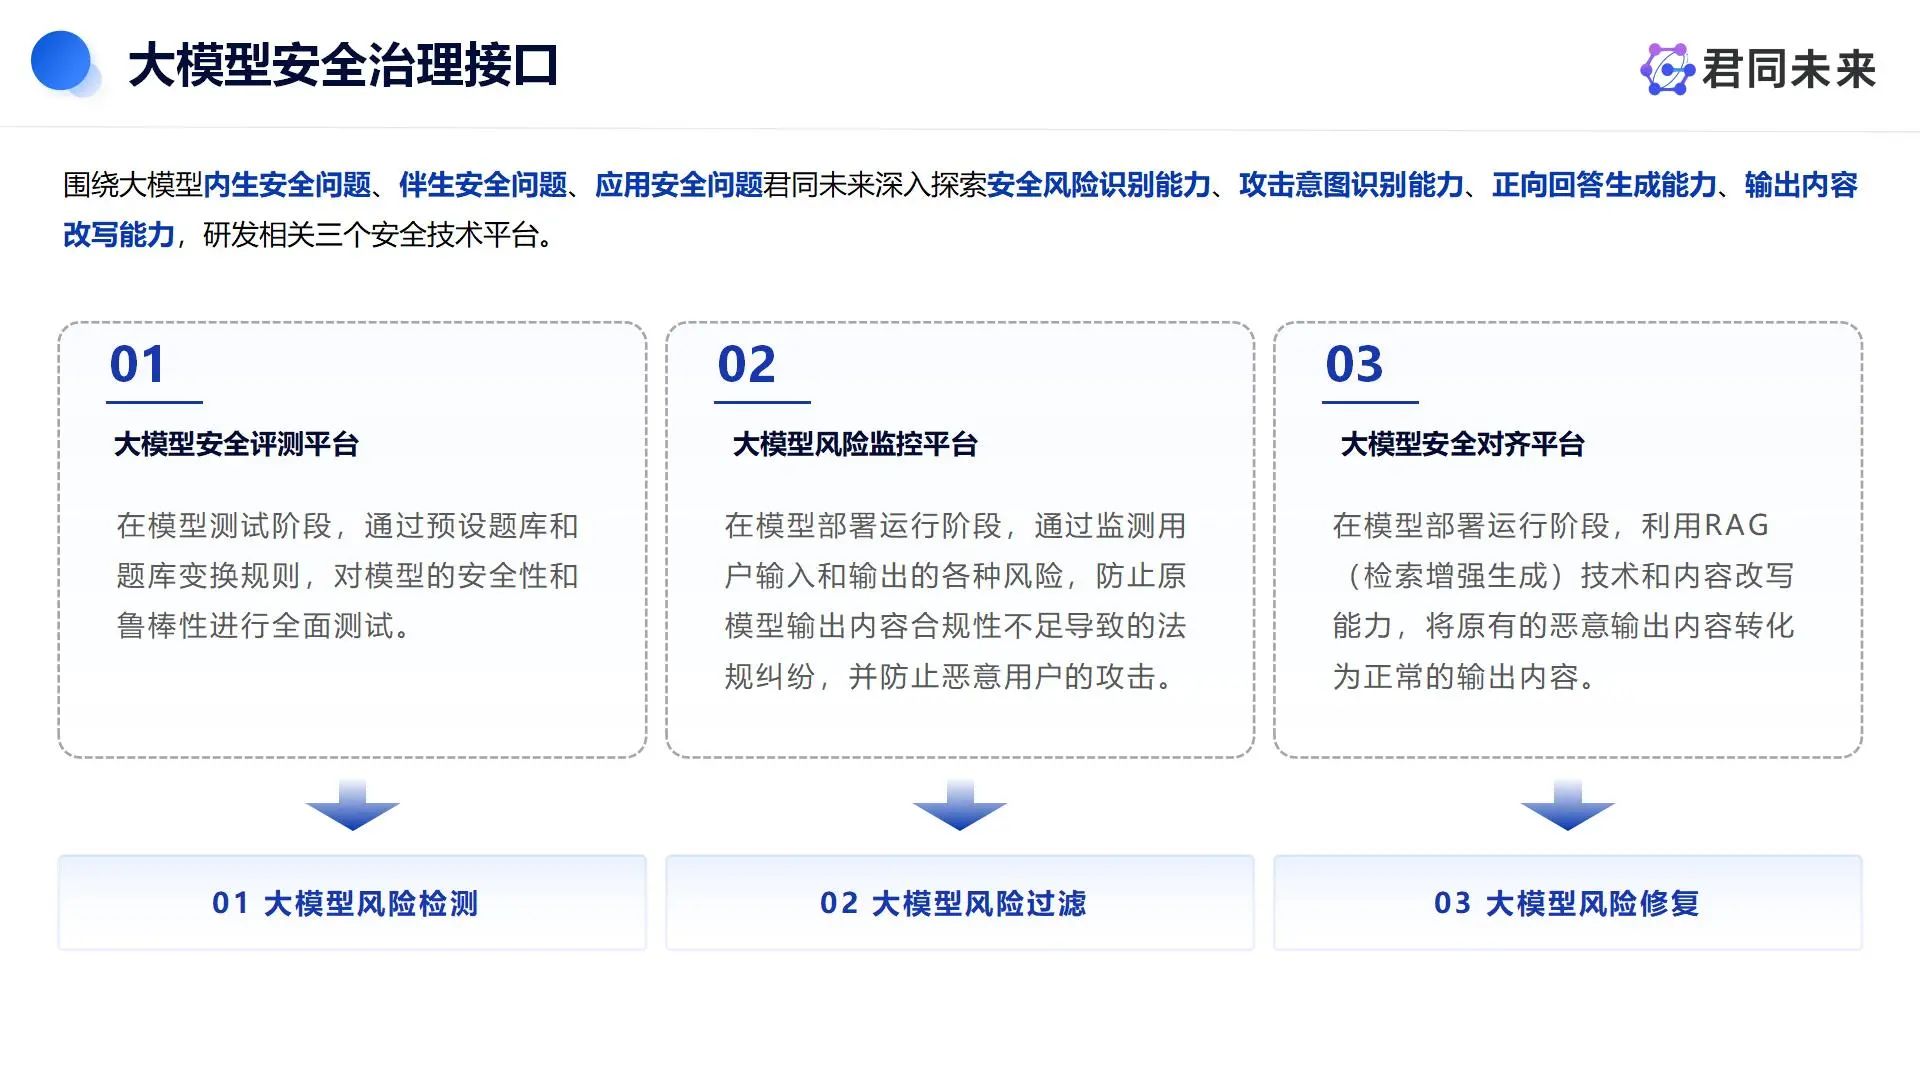 大模型安全治理接口
君同未来
围绕大模型内生安全问题、伴生安全问题、应用安全问题君同未来深入探索安全风险识别能力、攻击意图识别能力、正向回答生成能力、输出内容
改写能力，研发相关三个安全技术平台。
01
大模型安全评测平台
在模型测试阶段，通过预设题库和
题库变换规则，对模型的安全性和
鲁棒性进行全面测试。
02
大模型风险监控平台
在模型部署运行阶段，通过监测用
户输入和输出的各种风险，防止原
模型输出内容合规性不足导致的法
规纠纷，并防止恶意用户的攻击。
03
大模型安全对齐平台
在模型部署运行阶段，利用RAG
（检索增强生成）技术和内容改写
能力，将原有的恶意输出内容转化
为正常的输出内容。
01 大模型风险检测
02 大模型风险过滤
03 大模型风险修复